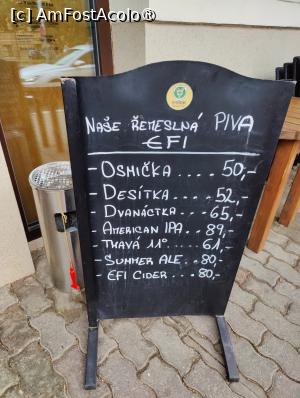 [c] AmFostAcolo®
NAŠE ŘEMESLNÁ PIVA
EFI
- OSMIČKA .... 50,-
- DESÍTKA .... 52,-
- DVANÁCTKA .... 65,-
- AMERICAN IPA .. 89,-
- TMAVÁ 11° ..... 61,-
- SUMMER ALE .. 80,-
- EFI CIDER .. 80,-